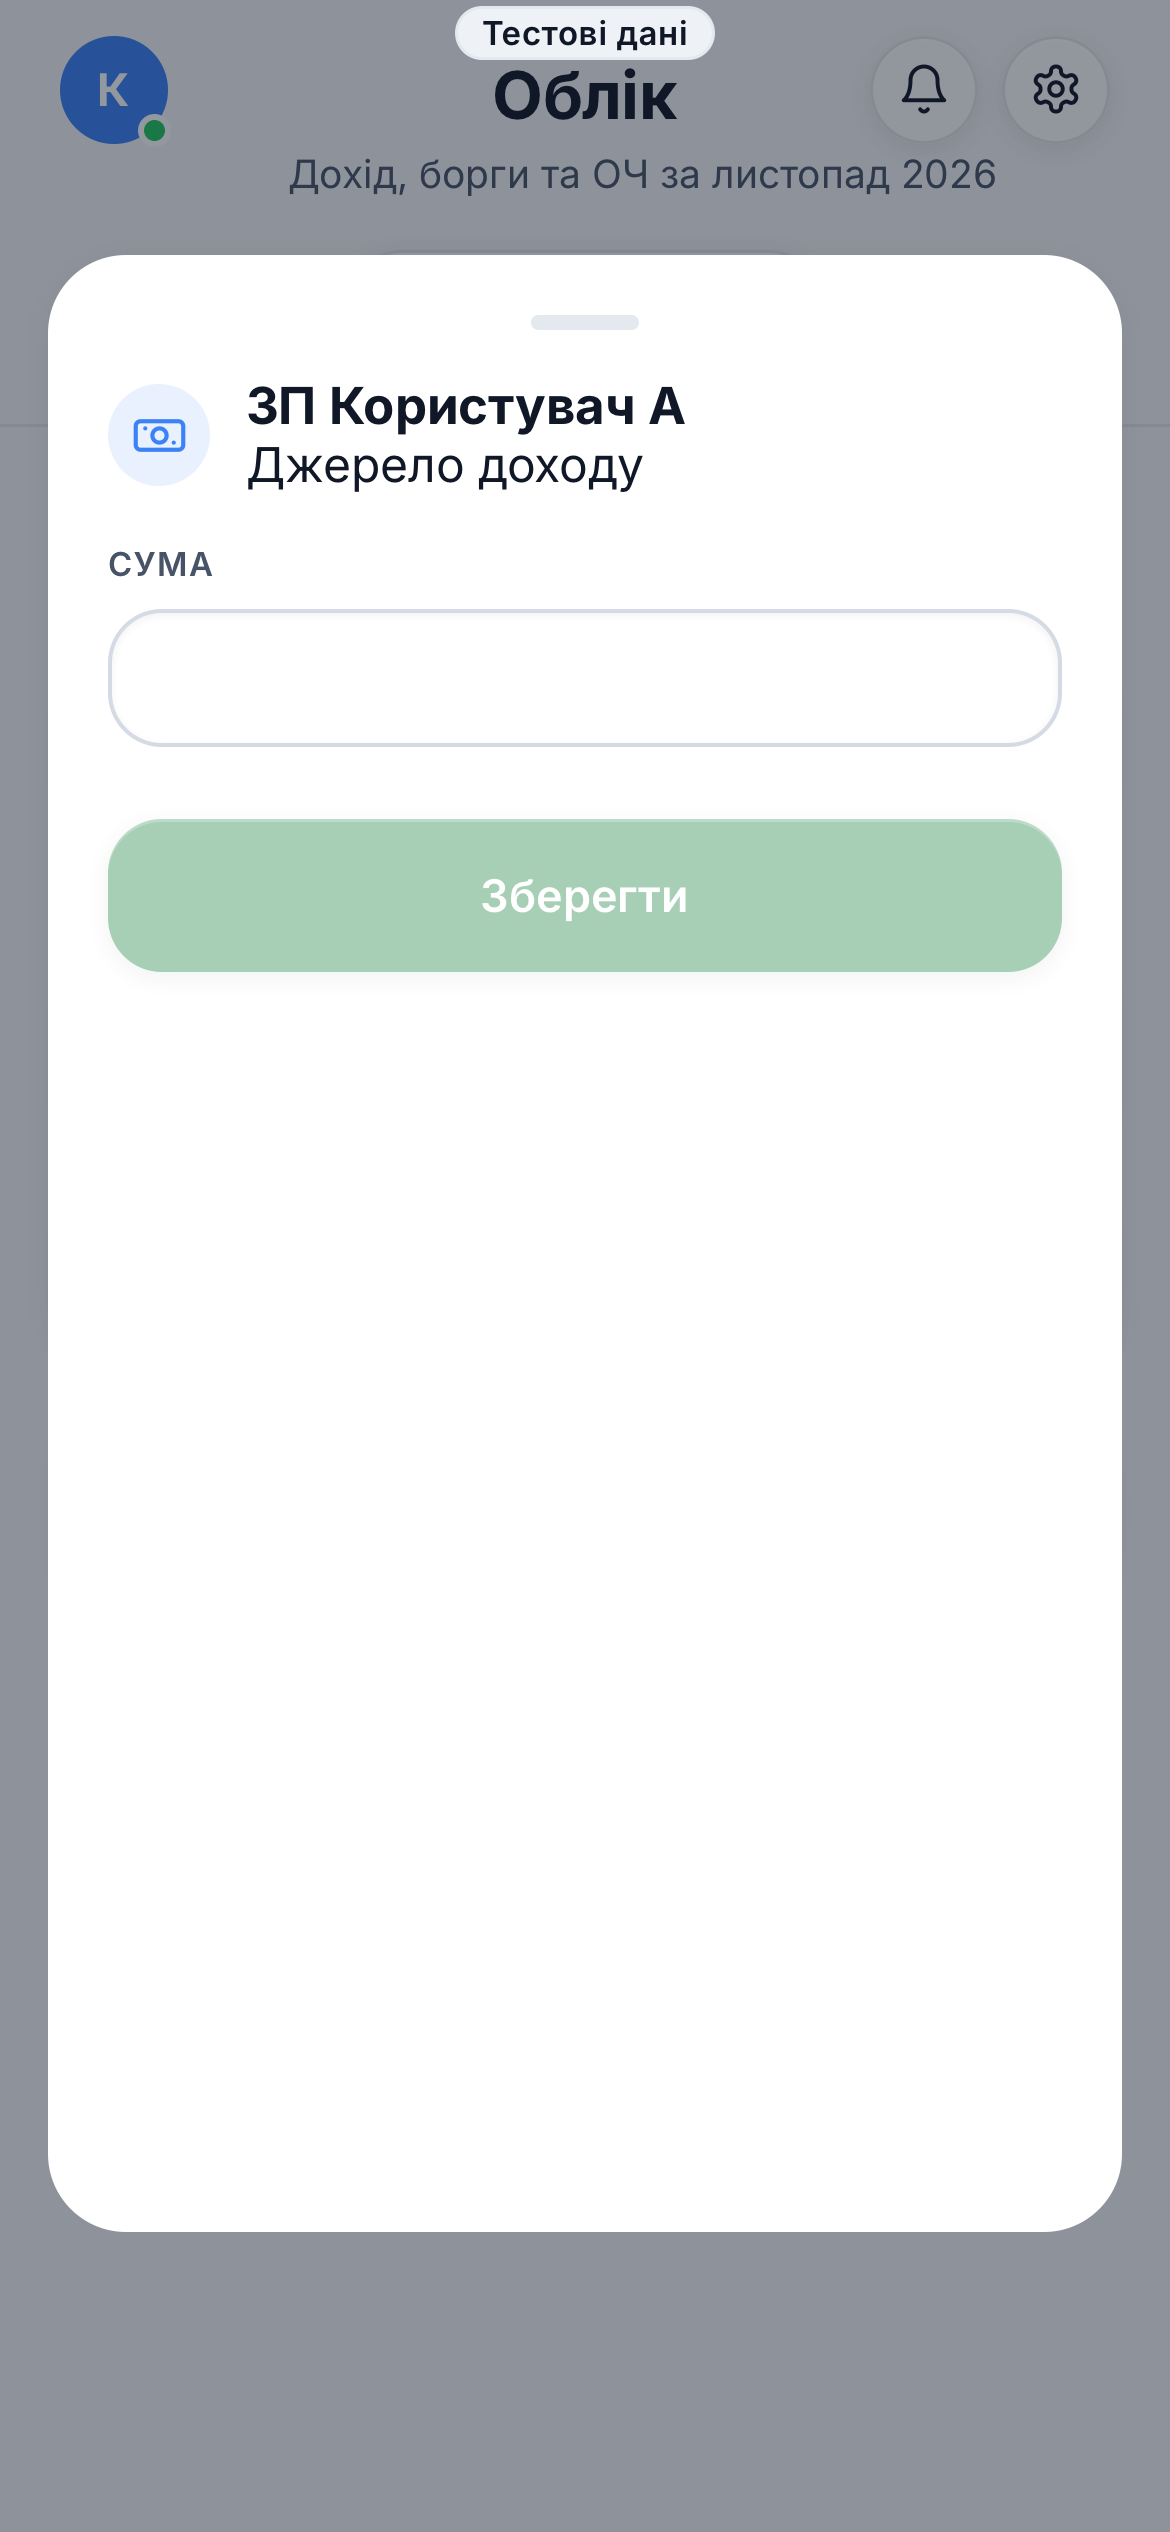 Тестові дані
К
Облік
Дохід, борги та ОЧ за листопад 2026
ЗП Користувач А
Джерело доходу
СУМА
Зберегти